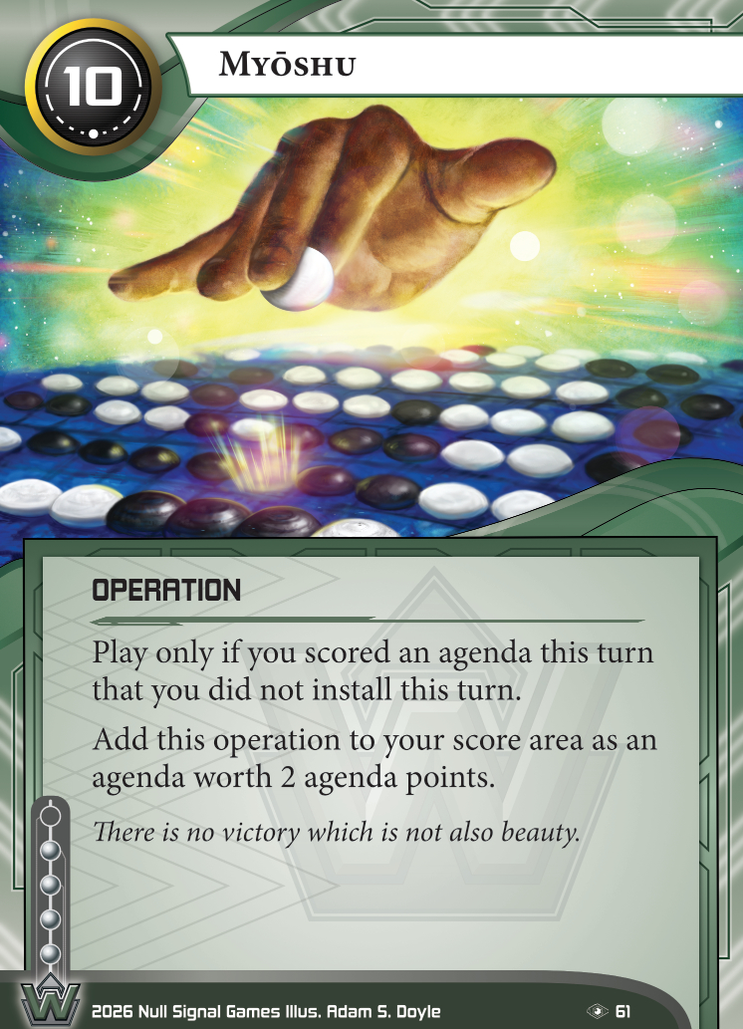 10
Myōshu
OPERATION
Play only if you scored an agenda this turn
that you did not install this turn.
Add this operation to your score area as an
agenda worth 2 agenda points.
There is no victory which is not also beauty.
W
2026 Null Signal Games Illus. Adam S. Doyle
61